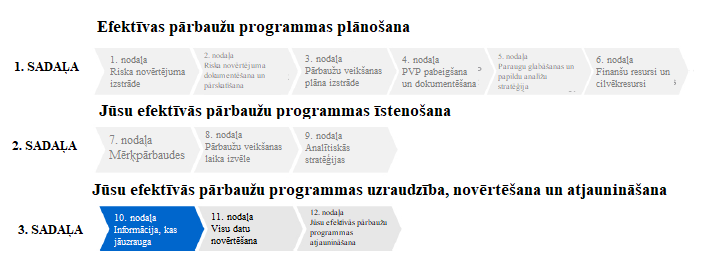 Efektīvas pārbaužu programmas plānošana
1. SADAĻA
1. nodaļa
Riska novērtējuma
izstrāde
2. nodaļa
Riska novērtējuma
dokumentēšana un
pārskatīšana
3. nodaļa
Pārbaužu veikšanas
plāna izstrāde
4. nodaļa
PVP pabeigšana
un dokumentēšana
5. nodaļa
Paraugu glabāšanas un
papildu analīžu
stratēģija
6. nodaļa
Finanšu resursi un
cilvēkresursi
Jūsu efektīvās pārbaužu programmas īstenošana
2. SADAĻA
7. nodaļa
Mērķpārbaudes
8. nodaļa
Pārbaužu veikšanas
laika izvēle
9. nodaļa
Analītiskās
stratēģijas
Jūsu efektīvās pārbaužu programmas uzraudzība, novērtēšana un atjaunināšana
3. SADAĻA
10. nodaļa
Informācija, kas
jāuzrauga
11. nodaļa
Visu datu
novērtēšana
12. nodaļa
Jūsu efektīvās pārbaužu
programmas
atjaunināšana